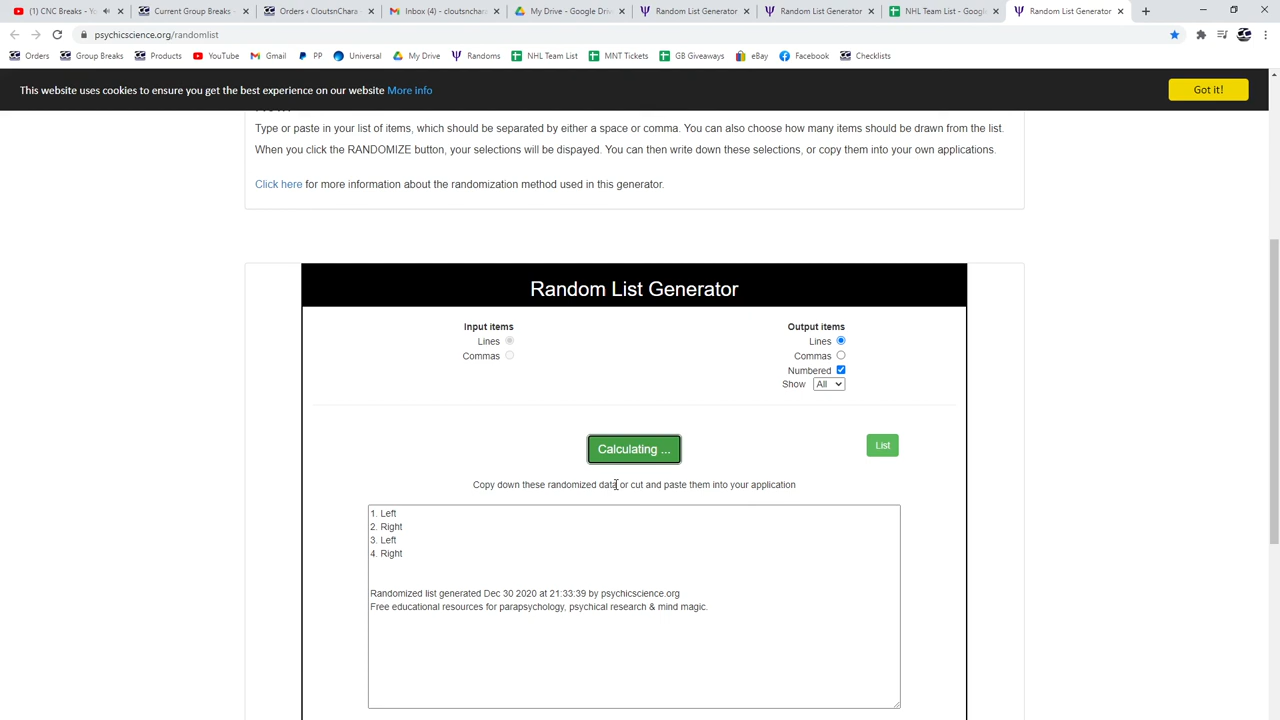 (1) CNC Breaks - Y
Current Group Breaks
Orders ‹ CloutsnChara
Inbox (4) - cloutsnchara
My Drive - Google Driv
Random List Generator
Random List Generator
NHL Team List - Google
Random List Generator
psychicscience.org/randomlist
Orders
Group Breaks
Products
YouTube
Gmail
PP
Universal
My Drive
Randoms
NHL Team List
MNT Tickets
GB Giveaways
eBay
Facebook
Checklists
This website uses cookies to ensure you get the best experience on our website More info
Got it!
Type or paste in your list of items, which should be separated by either a space or comma. You can also choose how many items should be drawn from the list.
When you click the RANDOMIZE button, your selections will be dispayed. You can then write down these selections, or copy them into your own applications.
Click here for more information about the randomization method used in this generator.
Random List Generator
Input items
Lines
Commas
Output items
Lines
Commas
Numbered
Show All
Calculating ...
List
Copy down these randomized data or cut and paste them into your application
1. Left
2. Right
3. Left
4. Right
Randomized list generated Dec 30 2020 at 21:33:39 by psychicscience.org
Free educational resources for parapsychology, psychical research & mind magic.